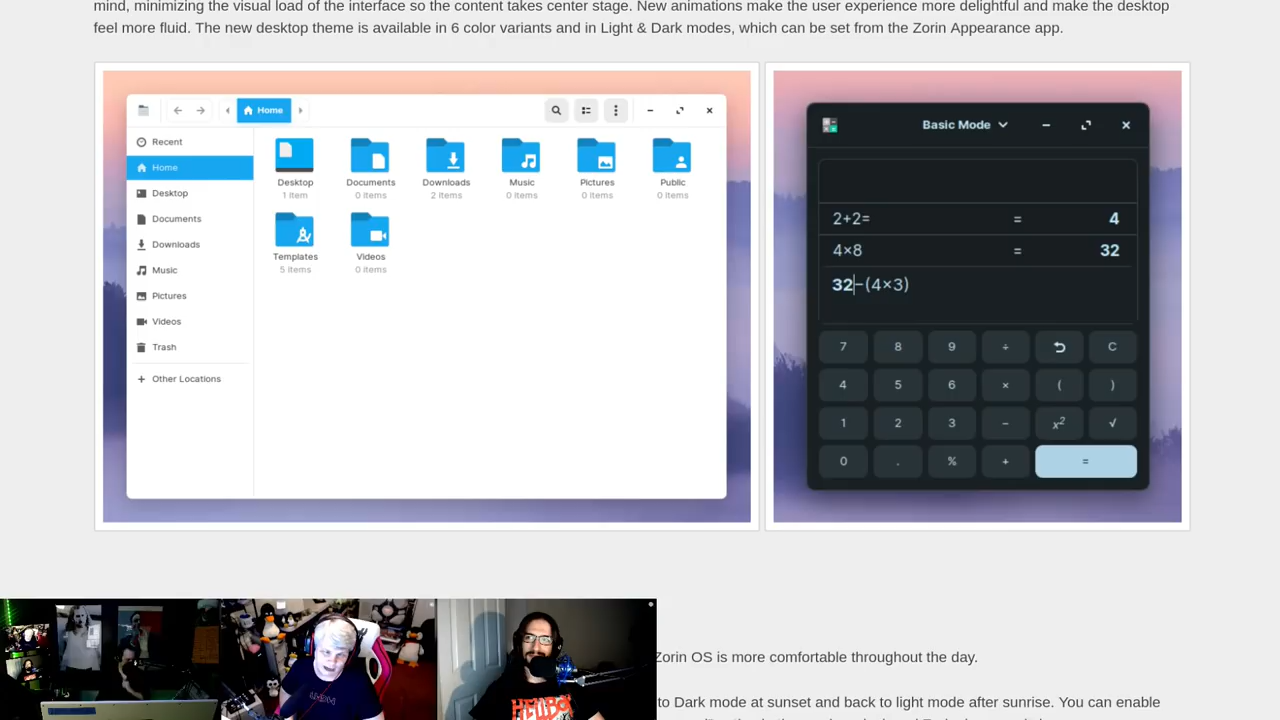 mind, minimizing the visual load of the interface so the content takes center stage. New animations make the user experience more delightful and make the desktop
feel more fluid. The new desktop theme is available in 6 color variants and in Light & Dark modes, which can be set from the Zorin Appearance app.
Home
Recent
Home
Desktop
Documents
Downloads
Music
Pictures
Videos
Trash
+ Other Locations
Desktop Documents Downloads Music Pictures Public
1 item 0 items 2 items 0 items 0 items 0 items
Templates Videos
5 items 0 items
Basic Mode
2+2= = 4
4×8 = 32
32−(4×3)
7 8 9 ÷ C
4 5 6 × ( )
1 2 3 − x² √
0 . % + =
Zorin OS is more comfortable throughout the day.
to Dark mode at sunset and back to light mode after sunrise. You can enable